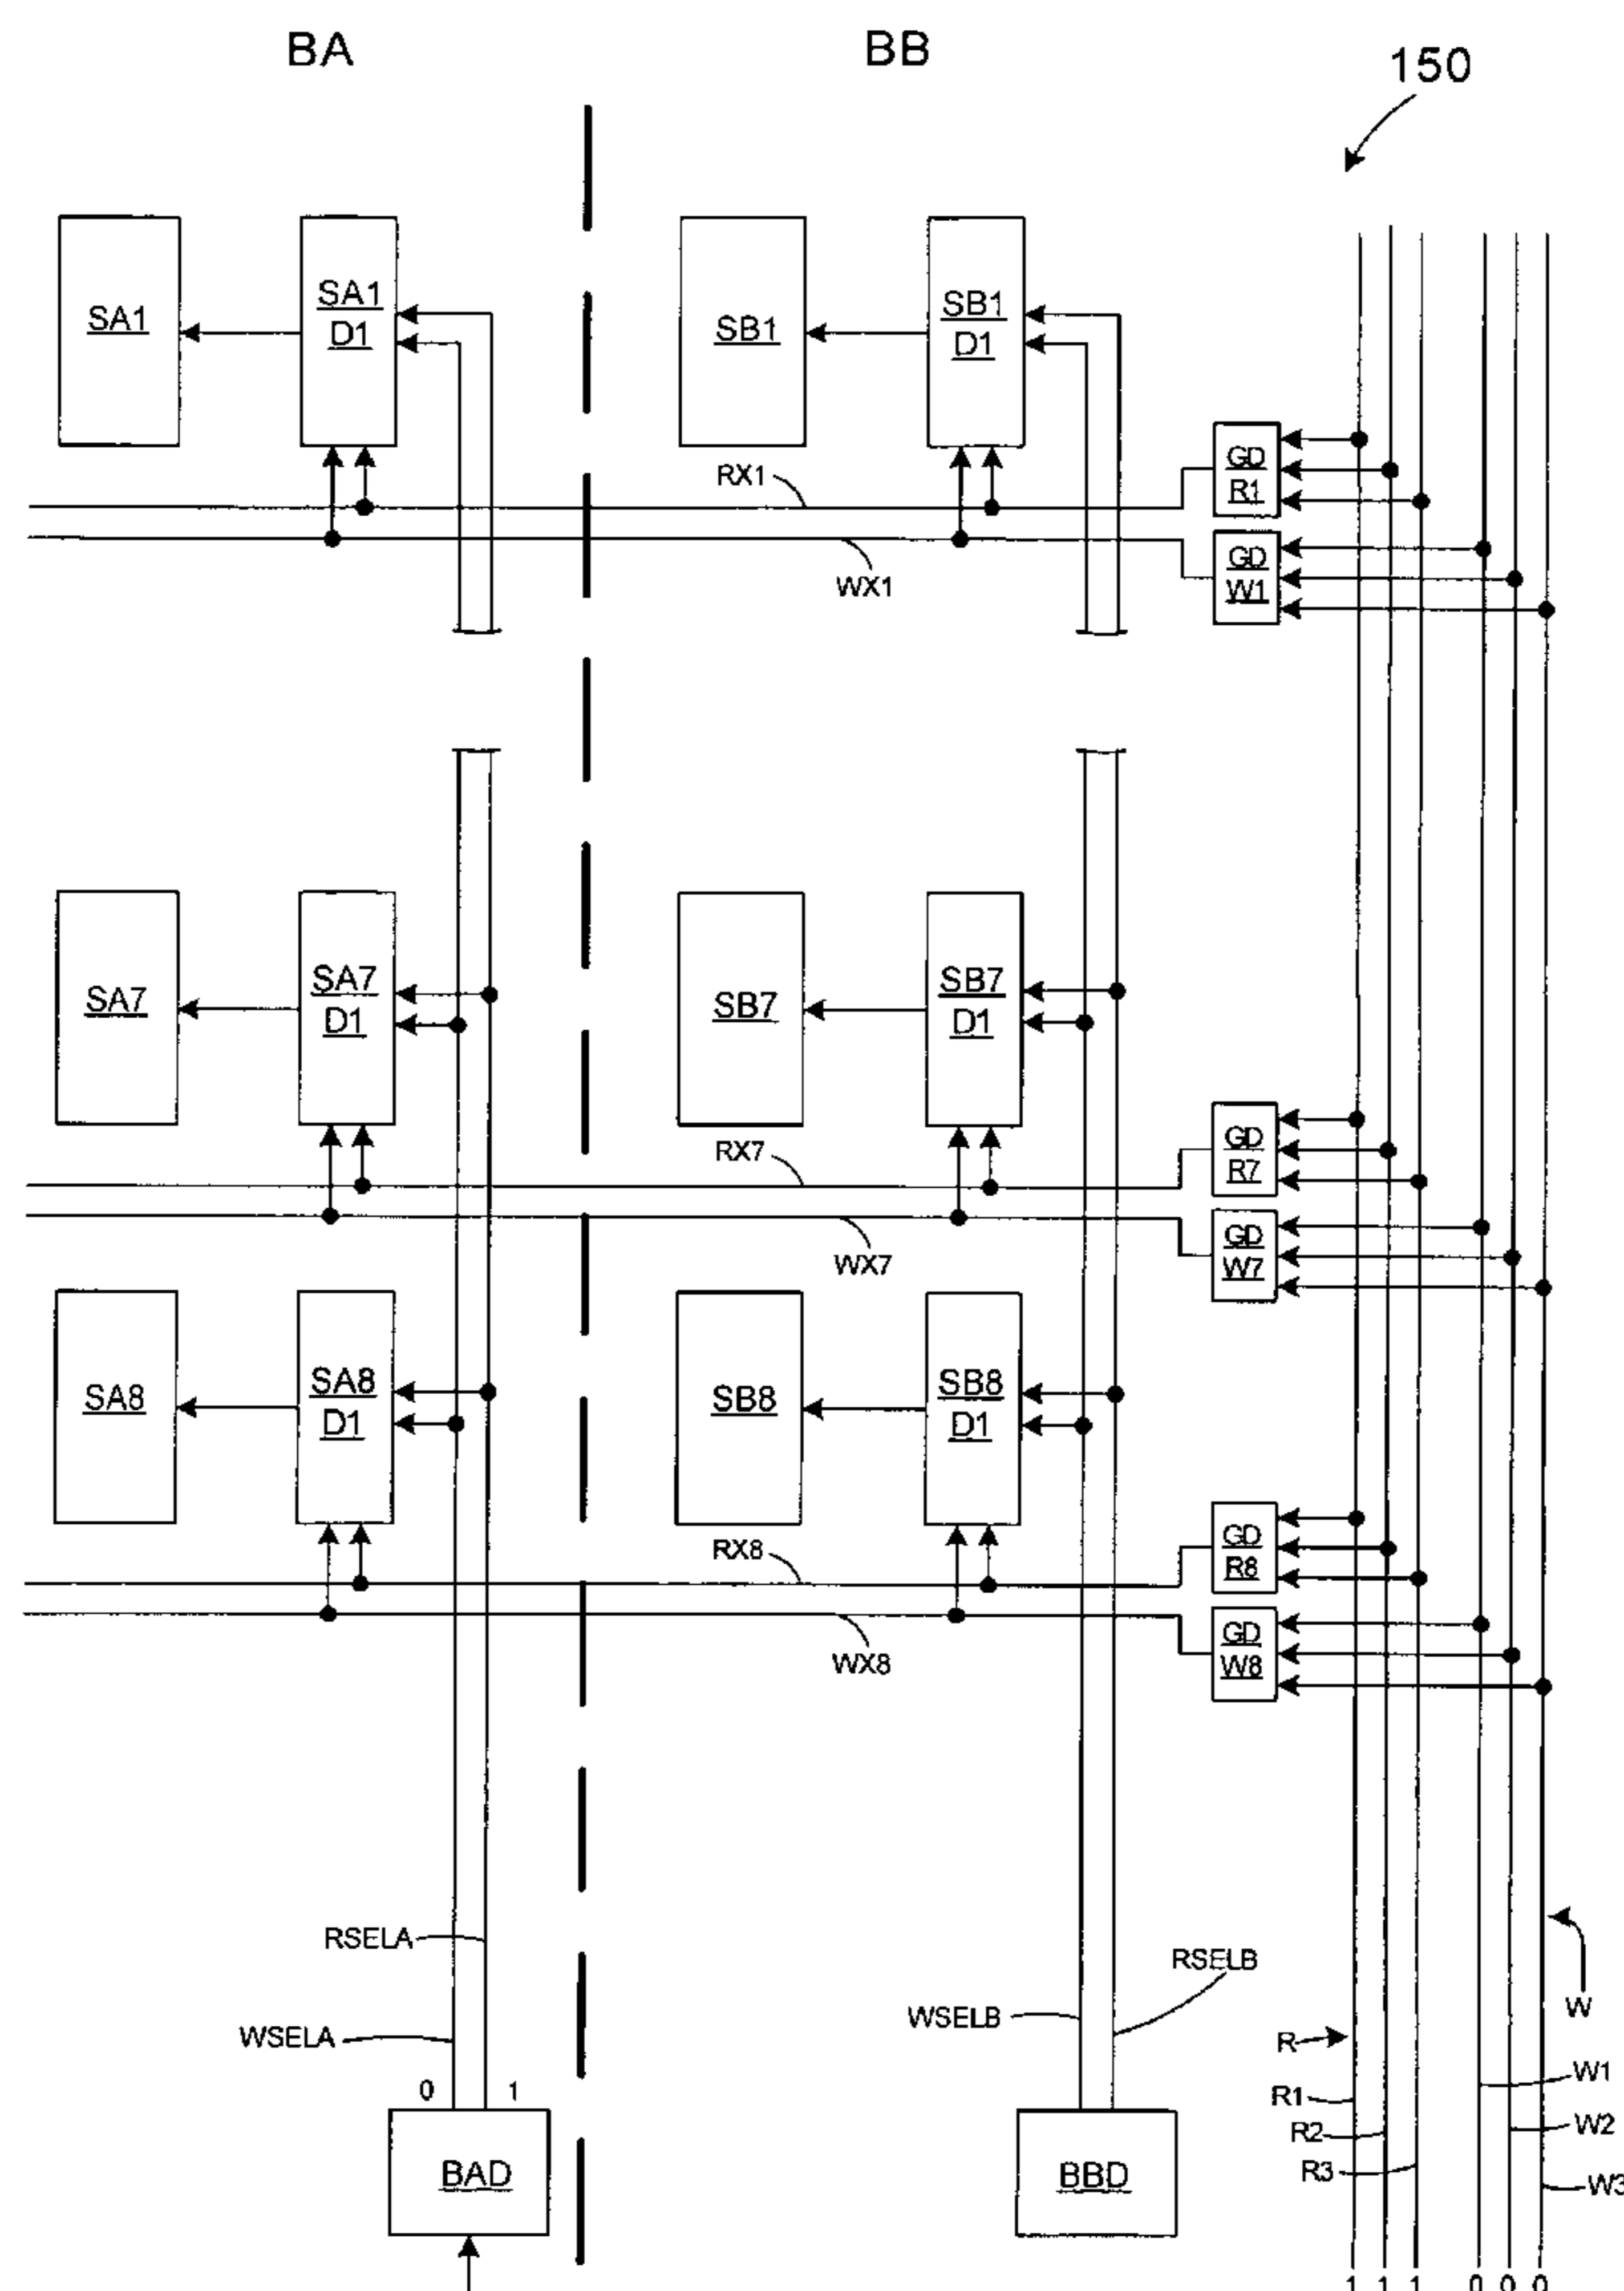 BA
BB
150
SA1
SA1
D1
SB1
SB1
D1
GD
R1
RX1
GD
W1
WX1
SA7
SA7
D1
SB7
SB7
D1
GD
R7
RX7
GD
W7
WX7
SA8
SA8
D1
SB8
SB8
D1
GD
R8
RX8
GD
W8
WX8
RSELA
RSELB
WSELB
W
WSELA
R
W1
0 1
R1
W2
R2
BAD
BBD
R3
W3
1 1 1 0 0 0